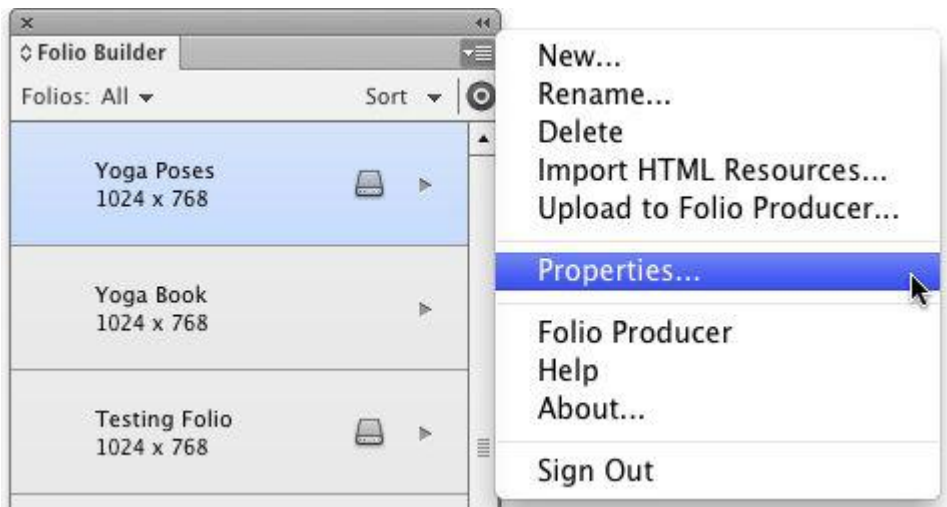 Folio Builder
Folios: All
Sort
Yoga Poses
1024 x 768
Yoga Book
1024 x 768
Testing Folio
1024 x 768
New...
Rename...
Delete
Import HTML Resources...
Upload to Folio Producer...
Properties...
Folio Producer
Help
About...
Sign Out